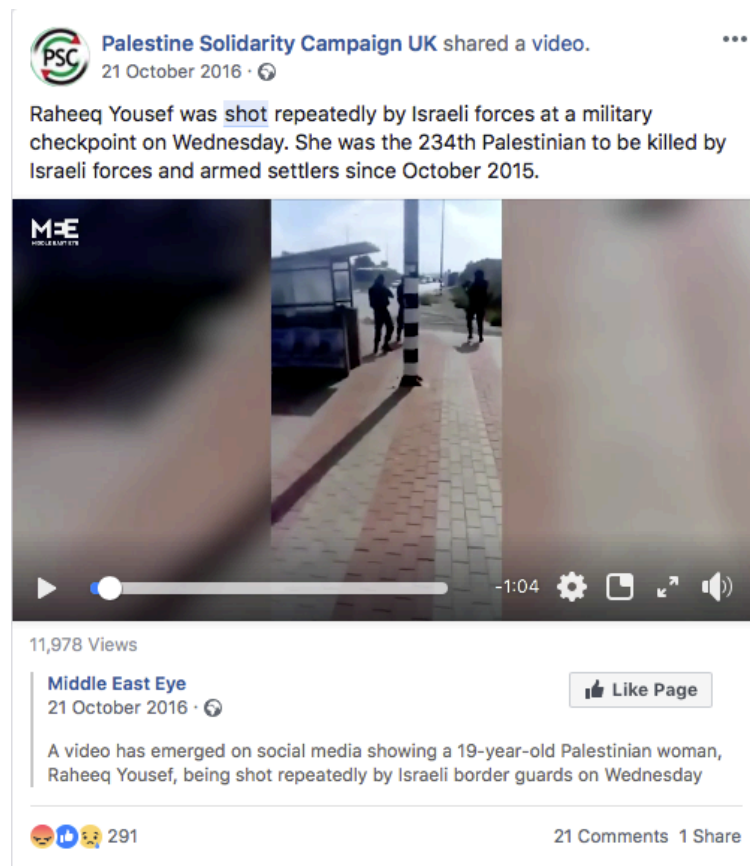 PSC
Palestine Solidarity Campaign UK shared a video.
21 October 2016 ·
Raheeq Yousef was shot repeatedly by Israeli forces at a military
checkpoint on Wednesday. She was the 234th Palestinian to be killed by
Israeli forces and armed settlers since October 2015.
MEE
MIDDLE EAST EYE
-1:04
11,978 Views
Middle East Eye
21 October 2016 ·
Like Page
A video has emerged on social media showing a 19-year-old Palestinian woman,
Raheeq Yousef, being shot repeatedly by Israeli border guards on Wednesday
291
21 Comments 1 Share